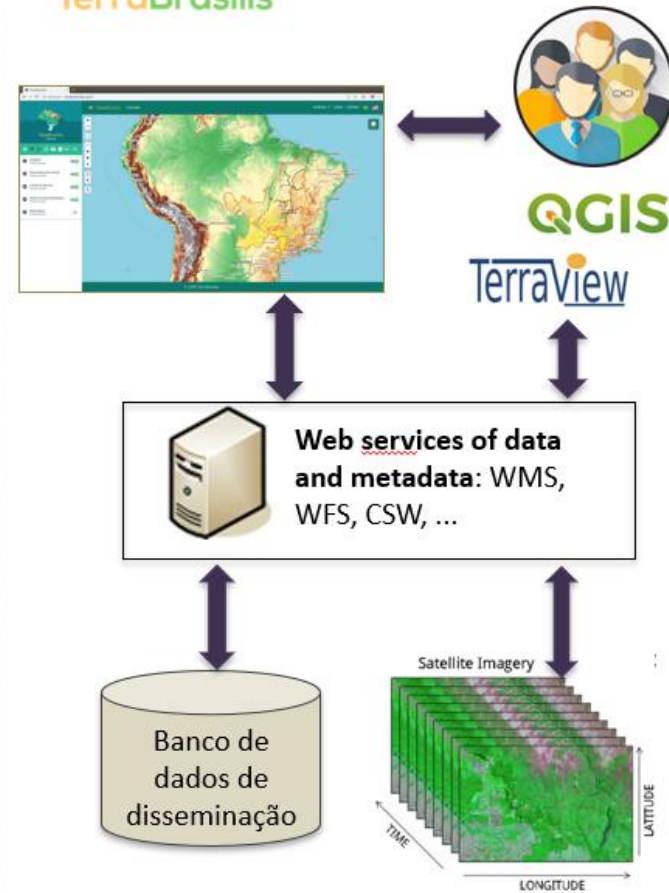 TerraBrasilis
QGIS
TerraView
Web services of data
and metadata: WMS,
WFS, CSW, ...
Satellite Imagery
Banco de
dados de
disseminação
TIME
LATITUDE
LONGITUDE